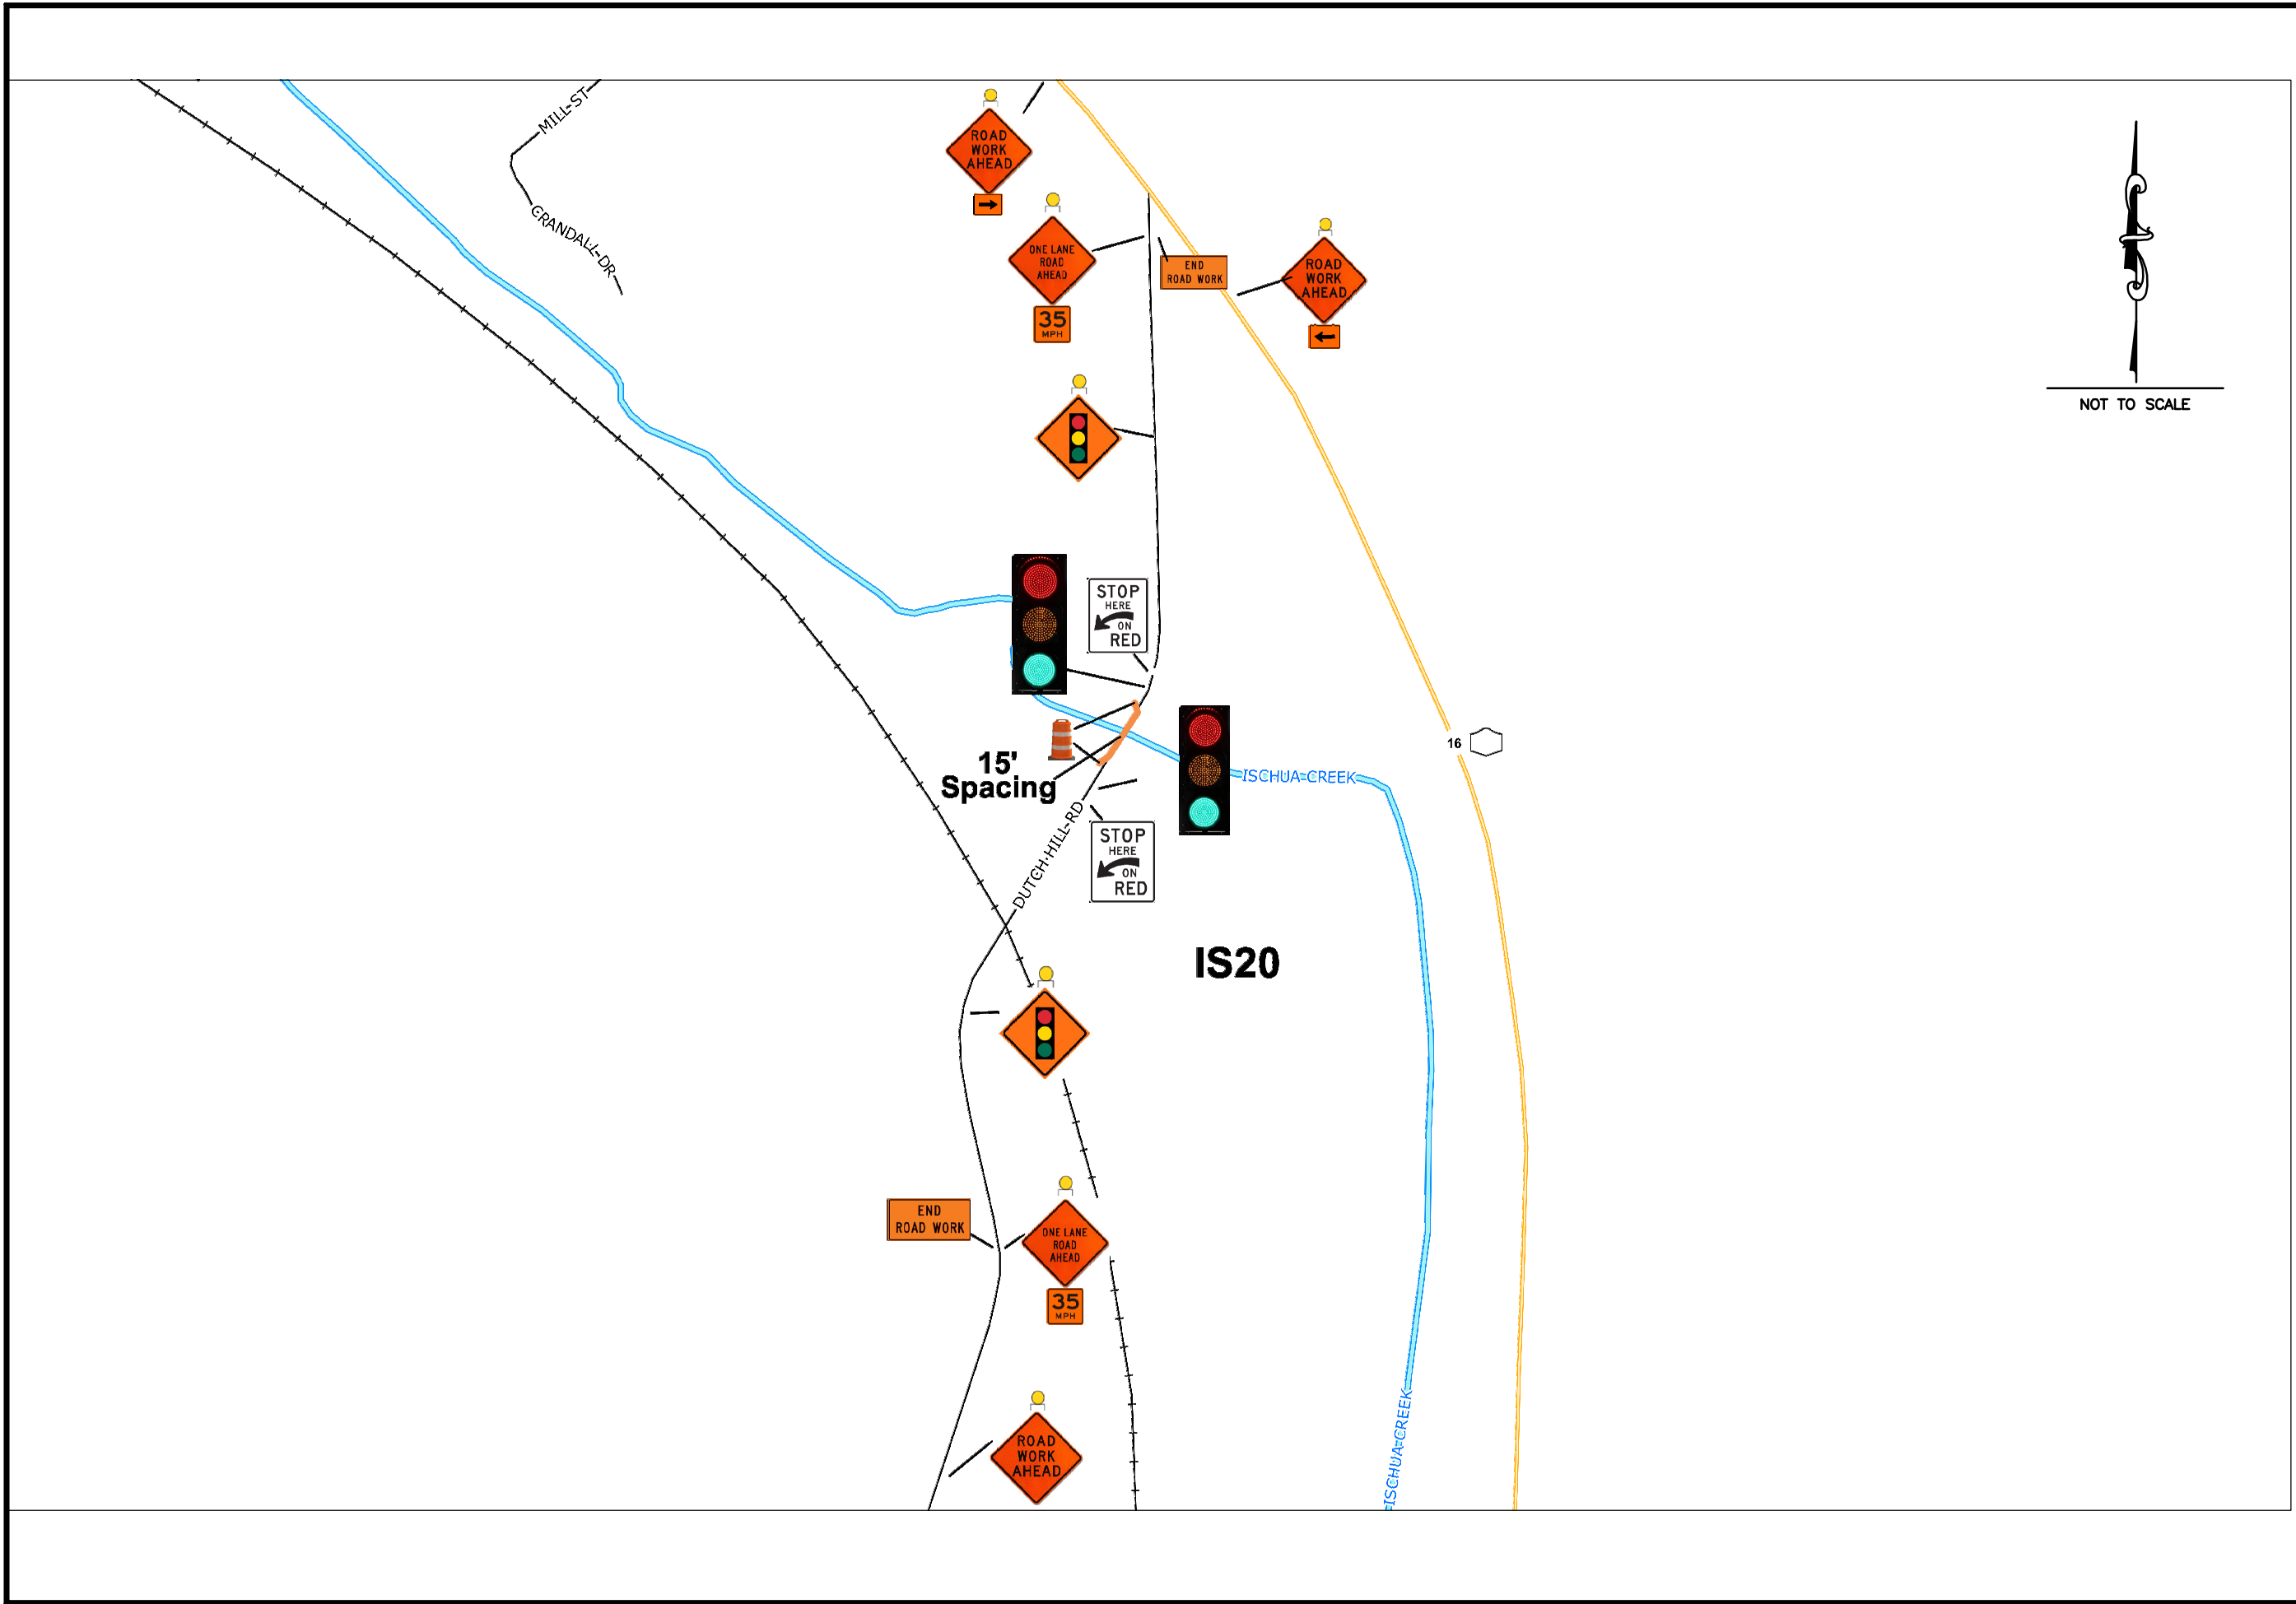 MILL-ST
CRANDALL-DR
ROAD
WORK
AHEAD
ONE LANE
ROAD
AHEAD
35
MPH
END
ROAD WORK
ROAD
WORK
AHEAD
NOT TO SCALE
STOP
HERE
ON
RED
15'
Spacing
ISCHUA-CREEK
16
DUTCH-HILL-RD
STOP
HERE
ON
RED
IS20
END
ROAD WORK
ONE LANE
ROAD
AHEAD
35
MPH
ROAD
WORK
AHEAD
ISCHUA-CREEK